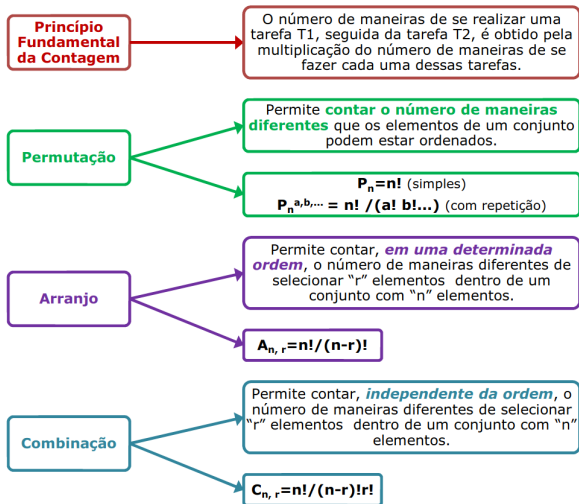 Princípio
Fundamental
da Contagem
O número de maneiras de se realizar uma
tarefa T1, seguida da tarefa T2, é obtido pela
multiplicação do número de maneiras de se
fazer cada uma dessas tarefas.
Permutação
Permite contar o número de maneiras
diferentes que os elementos de um conjunto
podem estar ordenados.
Pₙ=n! (simples)
Pₙᵃ,ᵇ,··· = n! /(a! b!...) (com repetição)
Arranjo
Permite contar, em uma determinada
ordem, o número de maneiras diferentes de
selecionar “r” elementos dentro de um
conjunto com “n” elementos.
Aₙ, ᵣ=n!/(n-r)!
Combinação
Permite contar, independente da ordem, o
número de maneiras diferentes de selecionar
“r” elementos dentro de um conjunto com “n”
elementos.
Cₙ, ᵣ=n!/(n-r)!r!